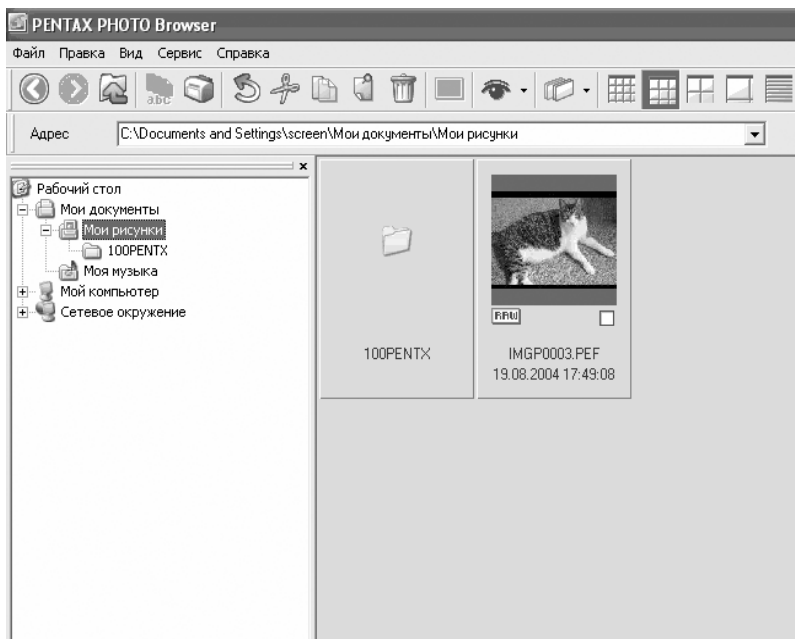 PENTAX PHOTO Browser
Файл Правка Вид Сервис Справка
abc
Адрес C:\Documents and Settings\screen\Мои документы\Мои рисунки
Рабочий стол
Мои документы
Мои рисунки
100PENTX
Моя музыка
Мой компьютер
Сетевое окружение
100PENTX
RAW
IMGP0003.PEF
19.08.2004 17:49:08